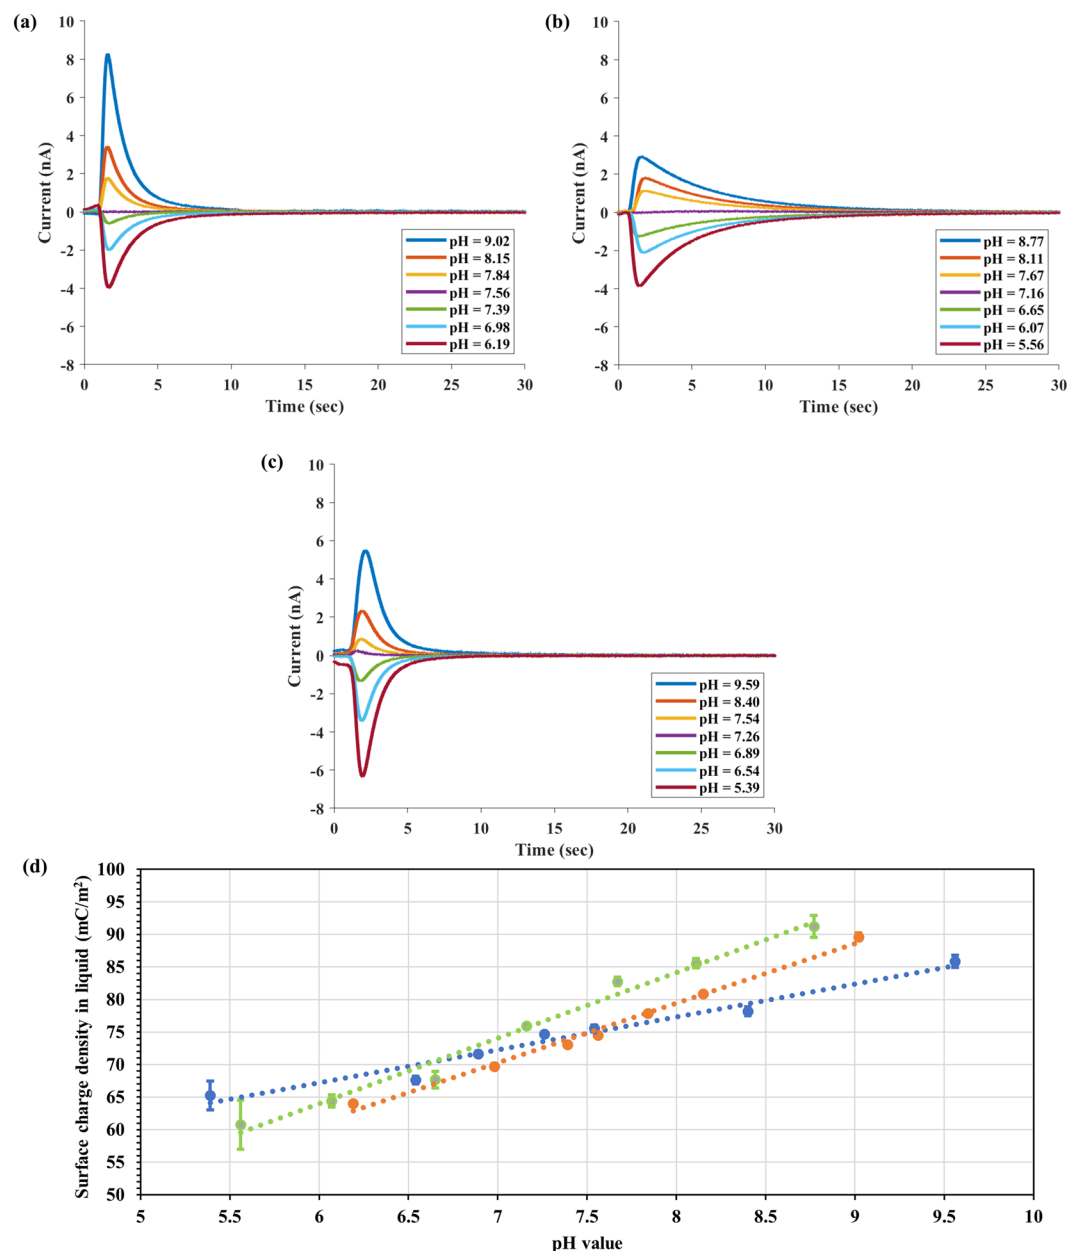 (a)
10
8
6
4
2
0
-2
-4
-6
-8
Current (nA)
0 5 10 15 20 25 30
Time (sec)
pH = 9.02
pH = 8.15
pH = 7.84
pH = 7.56
pH = 7.39
pH = 6.98
pH = 6.19
(b)
10
8
6
4
2
0
-2
-4
-6
-8
Current (nA)
0 5 10 15 20 25 30
Time (sec)
pH = 8.77
pH = 8.11
pH = 7.67
pH = 7.16
pH = 6.65
pH = 6.07
pH = 5.56
(c)
10
8
6
4
2
0
-2
-4
-6
-8
Current (nA)
0 5 10 15 20 25 30
Time (sec)
pH = 9.59
pH = 8.40
pH = 7.54
pH = 7.26
pH = 6.89
pH = 6.54
pH = 5.39
(d)
100
95
90
85
80
75
70
65
60
55
50
Surface charge density in liquid (mC/m²)
5 5.5 6 6.5 7 7.5 8 8.5 9 9.5 10
pH value